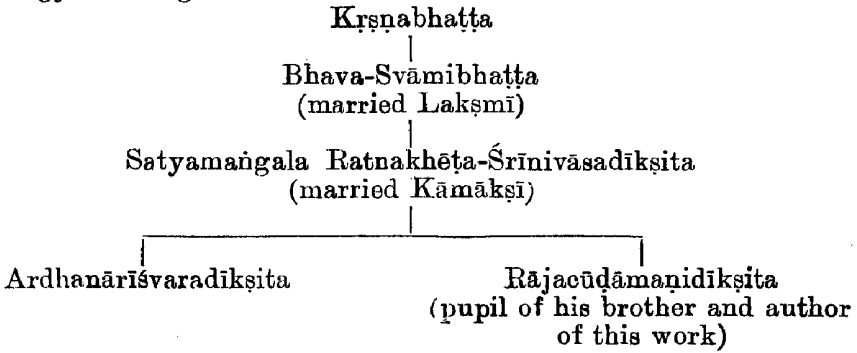 Kṛṣṇabhaṭṭa
Bhava-Svāmibhaṭṭa
(married Lakṣmī)
Satyamaṅgala Ratnakhēṭa-Śrīnivāsadīkṣita
(married Kāmākṣī)
Ardhanārīśvaradīkṣita Rājacūḍāmaṇidīkṣita
(pupil of his brother and author
of this work)